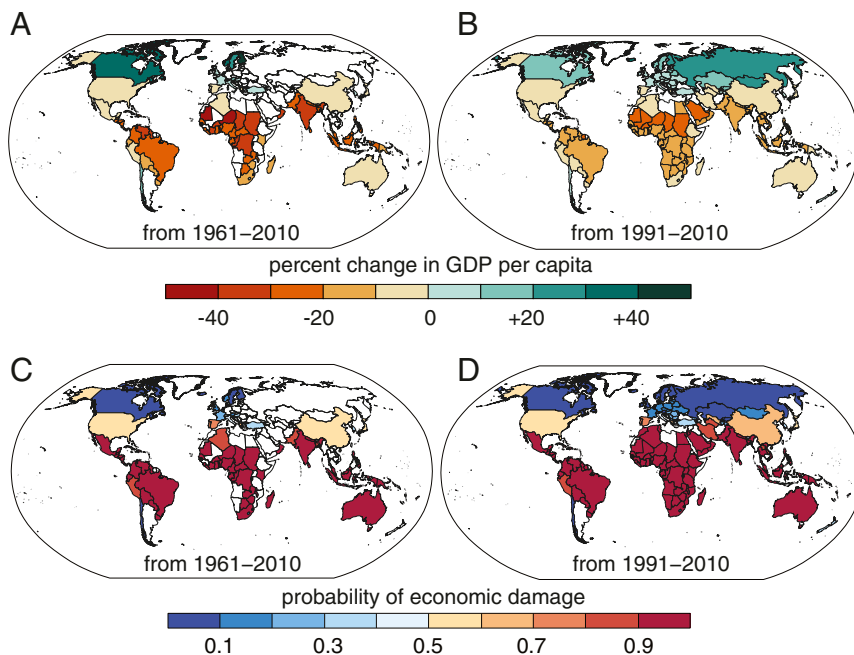 A
B
from 1961–2010
from 1991–2010
percent change in GDP per capita
-40 -20 0 +20 +40
C
D
from 1961–2010
from 1991–2010
probability of economic damage
0.1 0.3 0.5 0.7 0.9